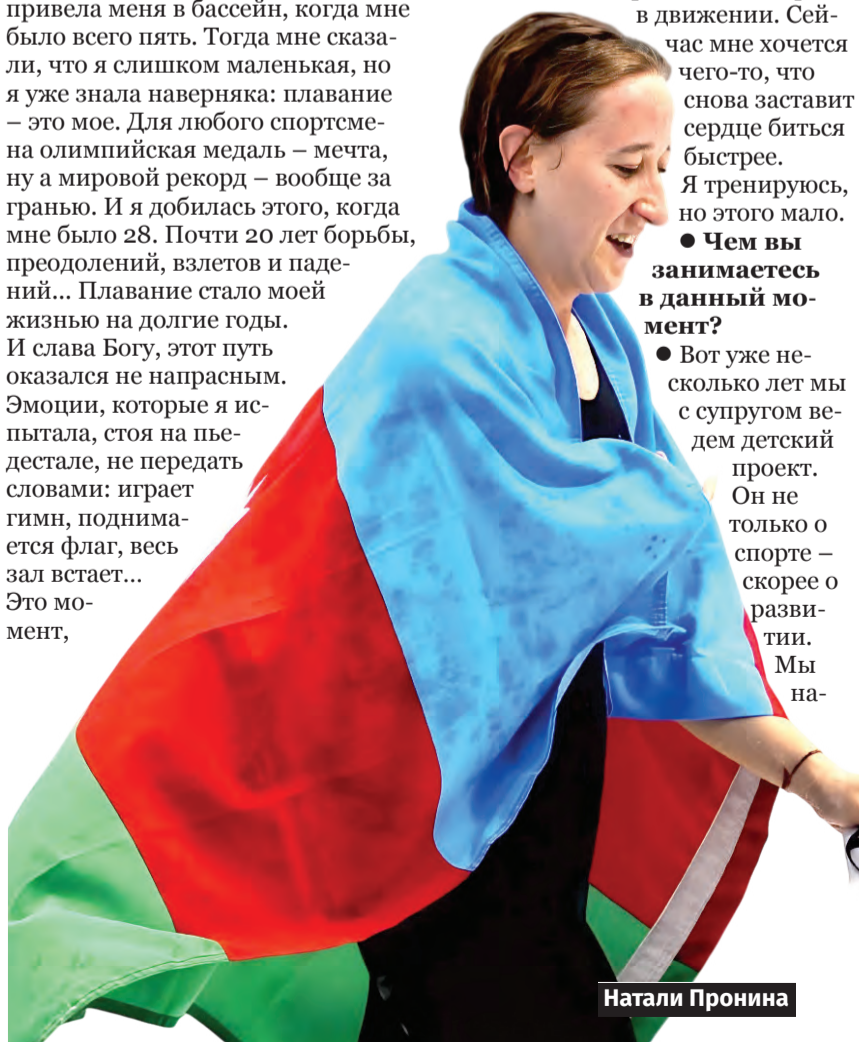 привела меня в бассейн, когда мне
было всего пять. Тогда мне сказа-
ли, что я слишком маленькая, но
я уже знала наверняка: плавание
– это мое. Для любого спортсме-
на олимпийская медаль – мечта,
ну а мировой рекорд – вообще за
гранью. И я добилась этого, когда
мне было 28. Почти 20 лет борьбы,
преодолений, взлетов и паде-
ний... Плавание стало моей
жизнью на долгие годы.
И слава Богу, этот путь
оказался не напрасным.
Эмоции, которые я ис-
пытала, стоя на пье-
дестале, не передать
словами: играет
гимн, поднима-
ется флаг, весь
зал встает...
Это мо-
мент,
в движении. Сей-
час мне хочется
чего-то, что
снова заставит
сердце биться
быстрее.
Я тренируюсь,
но этого мало.
● Чем вы
занимаетесь
в данный мо-
мент?
● Вот уже не-
сколько лет мы
с супругом ве-
дем детский
проект.
Он не
только о
спорте –
скорее о
разви-
тии.
Мы
на-
Натали Пронина